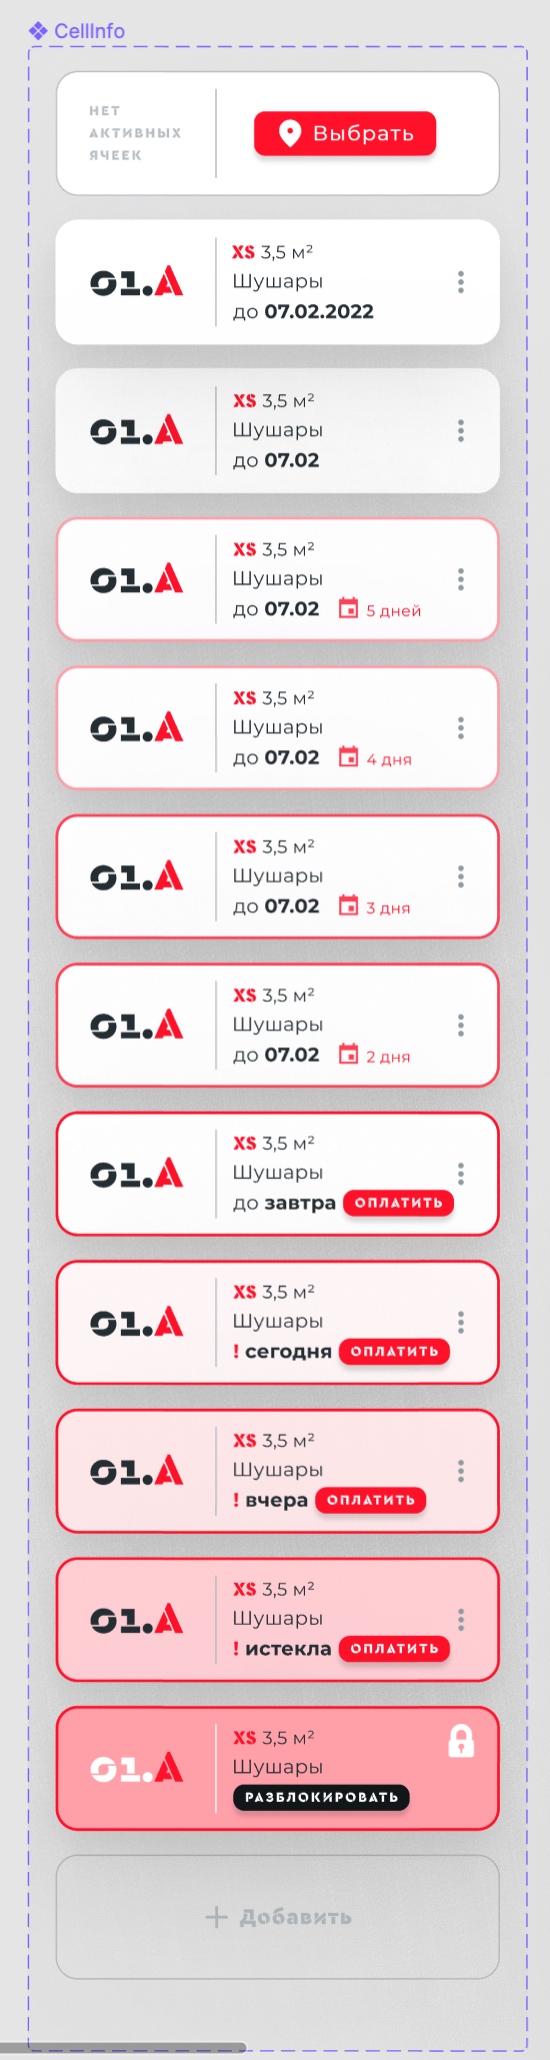 CellInfo
НЕТ
АКТИВНЫХ
ЯЧЕЕК
Выбрать
01.A
XS 3,5 м²
Шушары
до 07.02.2022
01.A
XS 3,5 м²
Шушары
до 07.02
01.A
XS 3,5 м²
Шушары
до 07.02 5 дней
01.A
XS 3,5 м²
Шушары
до 07.02 4 дня
01.A
XS 3,5 м²
Шушары
до 07.02 3 дня
01.A
XS 3,5 м²
Шушары
до 07.02 2 дня
01.A
XS 3,5 м²
Шушары
до завтра ОПЛАТИТЬ
01.A
XS 3,5 м²
Шушары
! сегодня ОПЛАТИТЬ
01.A
XS 3,5 м²
Шушары
! вчера ОПЛАТИТЬ
01.A
XS 3,5 м²
Шушары
! истекла ОПЛАТИТЬ
01.A
XS 3,5 м²
Шушары
РАЗБЛОКИРОВАТЬ
+ Добавить